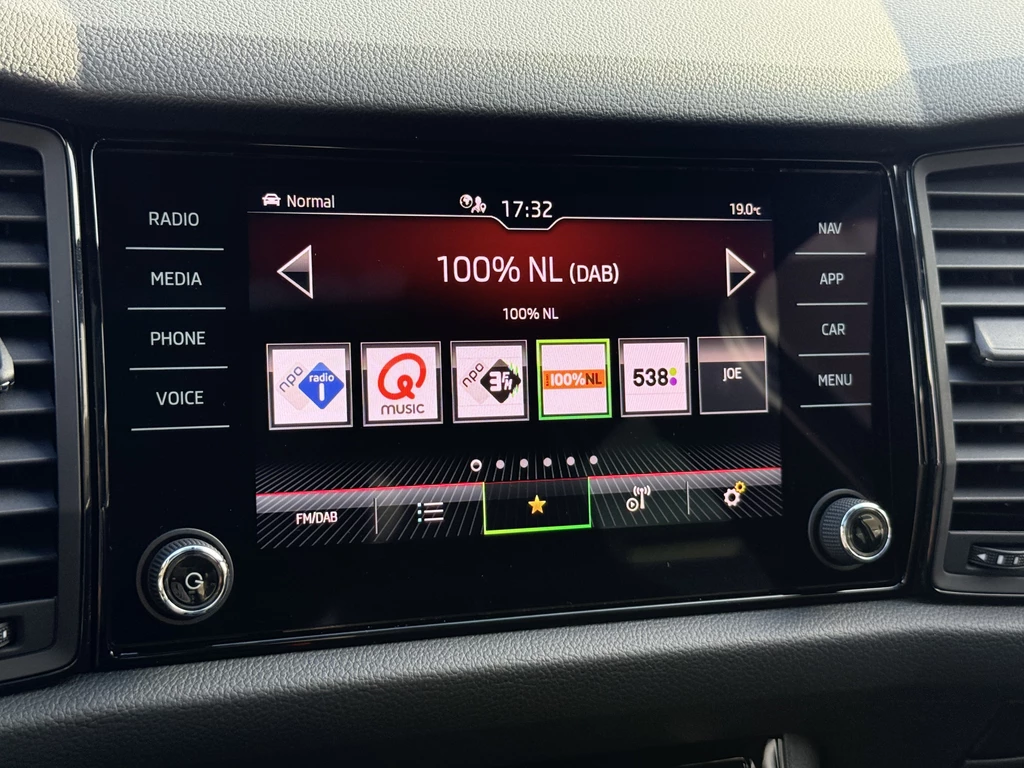 Normal
17:32
19.0°C
RADIO
MEDIA
PHONE
VOICE
100% NL (DAB)
100% NL
npo radio 1
Q MUSIC
npo 3FM
100%NL
538
JOE
FM/DAB
NAV
APP
CAR
MENU